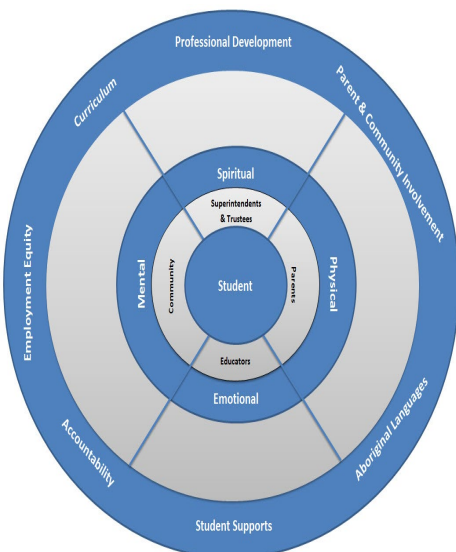 Professional Development
Curriculum
Parent & Community Involvement
Spiritual
Superintendents
& Trustees
Employment Equity
Mental
Community
Student
Parents
Physical
Educators
Emotional
Accountability
Aboriginal Languages
Student Supports